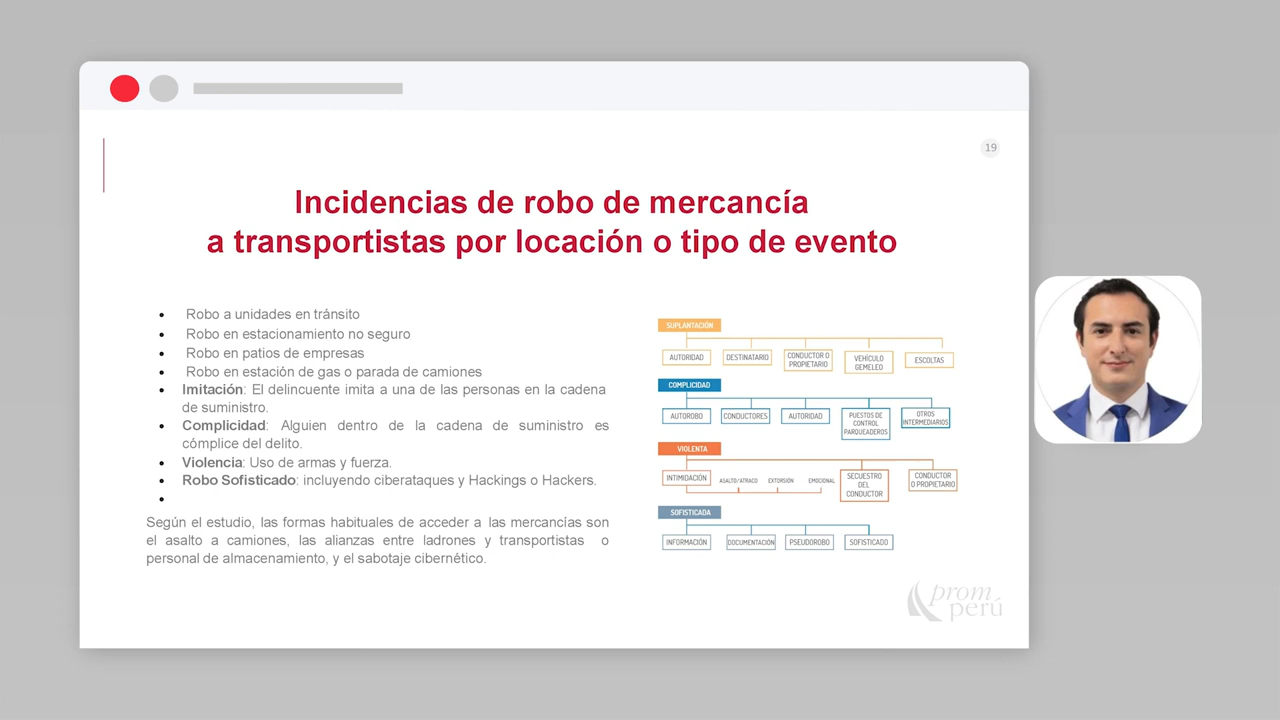 19
Incidencias de robo de mercancía
a transportistas por locación o tipo de evento
• Robo a unidades en tránsito
• Robo en estacionamiento no seguro
• Robo en patios de empresas
• Robo en estación de gas o parada de camiones
• Imitación: El delincuente imita a una de las personas en la cadena
de suministro.
• Complicidad: Alguien dentro de la cadena de suministro es
cómplice del delito.
• Violencia: Uso de armas y fuerza.
• Robo Sofisticado: incluyendo ciberataques y Hackings o Hackers.
•
Según el estudio, las formas habituales de acceder a las mercancías son
el asalto a camiones, las alianzas entre ladrones y transportistas o
personal de almacenamiento, y el sabotaje cibernético.
SUPLANTACIÓN
AUTORIDAD
DESTINATARIO
CONDUCTOR O
PROPIETARIO
VEHÍCULO
GEMELEO
ESCOLTAS
COMPLICIDAD
AUTOROBO
CONDUCTORES
AUTORIDAD
PUESTOS DE
CONTROL
PARQUEADEROS
OTROS
INTERMEDIARIOS
VIOLENTA
INTIMIDACIÓN
ASALTO/ATRACO
EXTORSIÓN
EMOCIONAL
SECUESTRO
DEL
CONDUCTOR
CONDUCTOR
O PROPIETARIO
SOFISTICADA
INFORMACIÓN
DOCUMENTACIÓN
PSEUDOROBO
SOFISTICADO
prom
perú